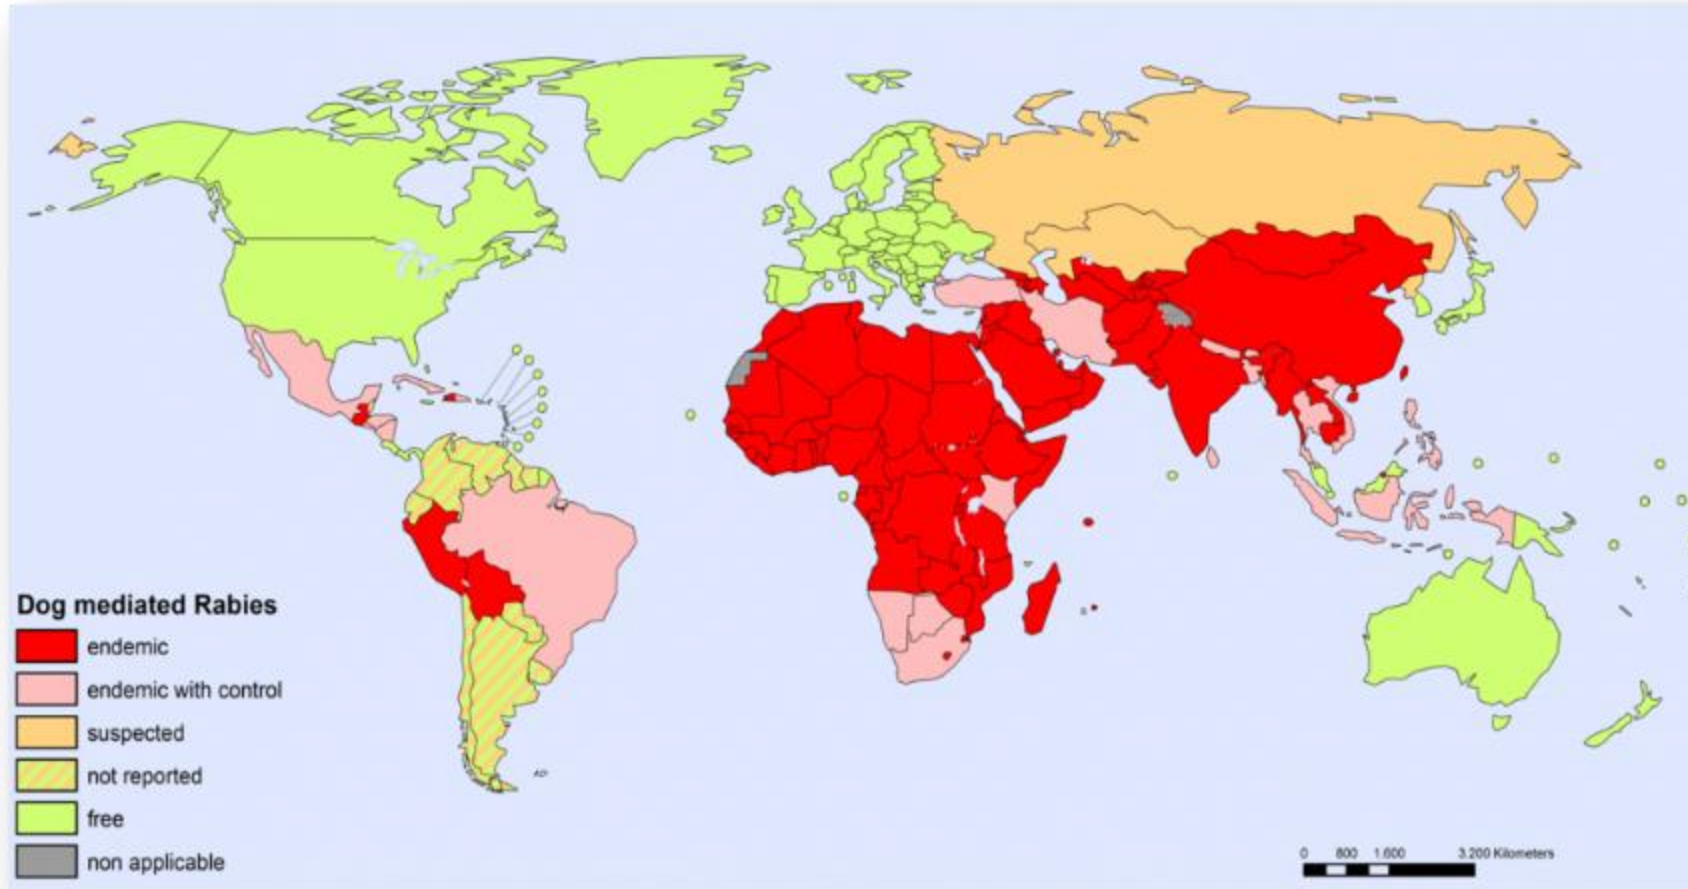 Dog mediated Rabies
endemic
endemic with control
suspected
not reported
free
non applicable
0 800 1.600 3.200 Kilometers